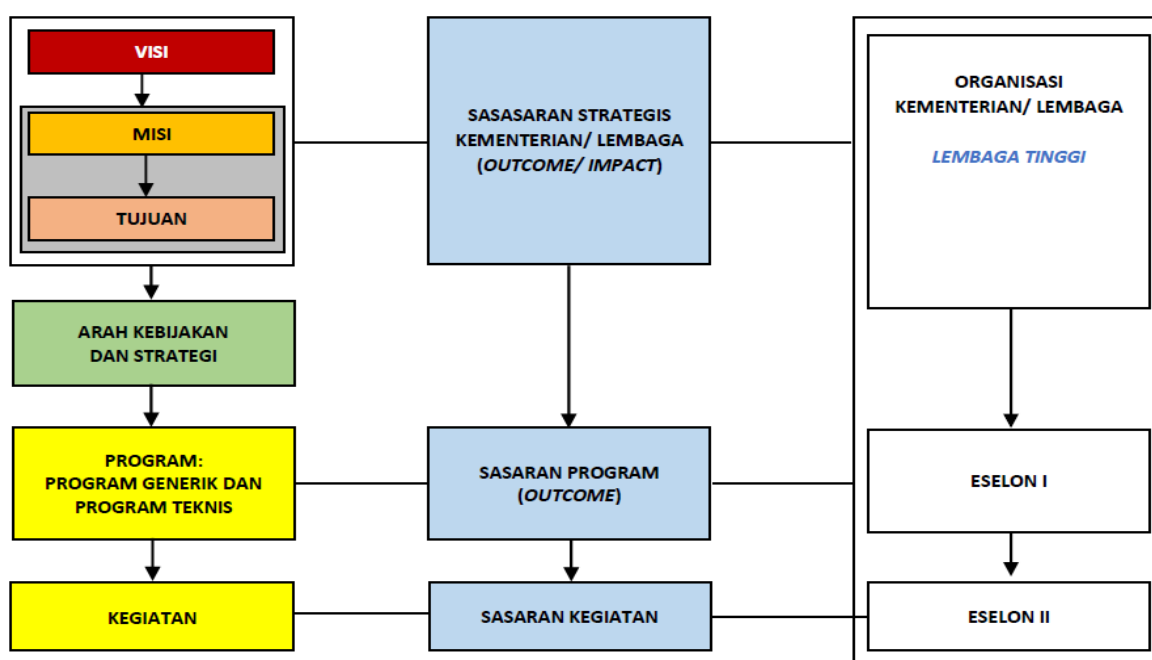 VISI
MISI
TUJUAN
ARAH KEBIJAKAN
DAN STRATEGI
PROGRAM:
PROGRAM GENERIK DAN
PROGRAM TEKNIS
KEGIATAN
SASASARAN STRATEGIS
KEMENTERIAN/ LEMBAGA
(OUTCOME/ IMPACT)
SASARAN PROGRAM
(OUTCOME)
SASARAN KEGIATAN
ORGANISASI
KEMENTERIAN/ LEMBAGA
LEMBAGA TINGGI
ESELON I
ESELON II